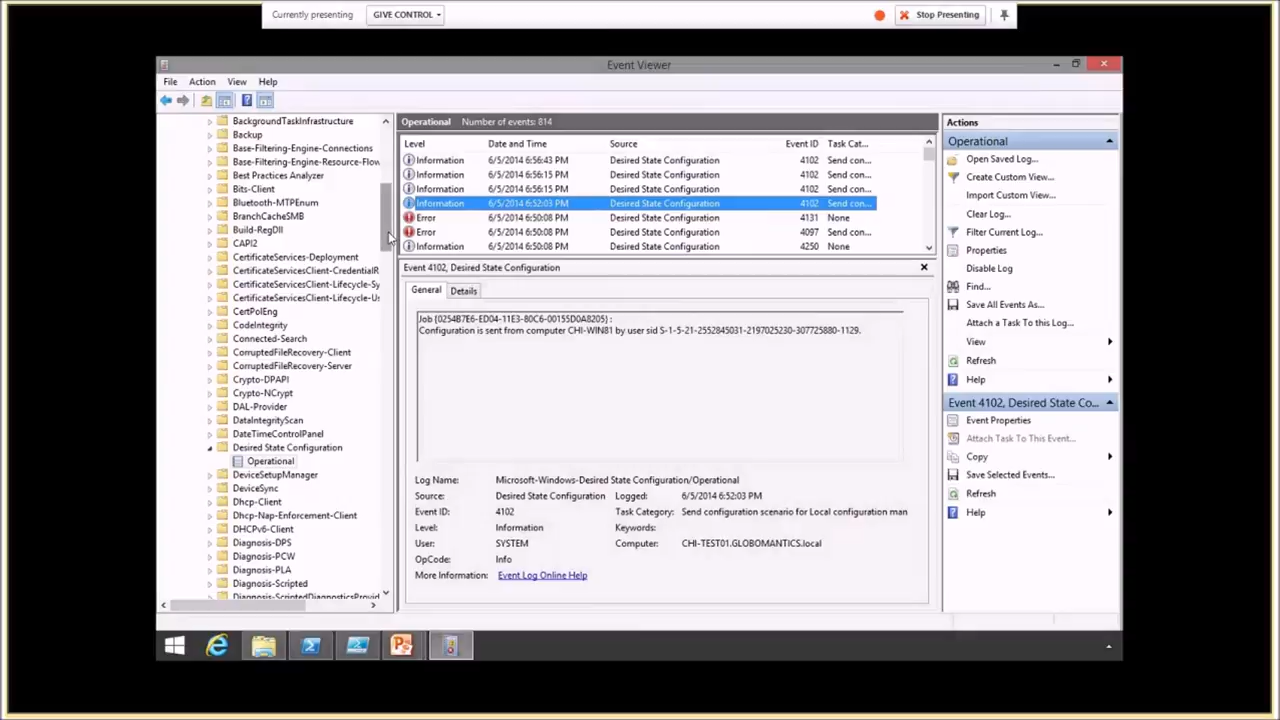 Currently presenting
GIVE CONTROL
Stop Presenting
Event Viewer
File Action View Help
BackgroundTaskInfrastructure
Backup
Base-Filtering-Engine-Connections
Base-Filtering-Engine-Resource-Flow
Best Practices Analyzer
Bits-Client
Bluetooth-MTPEnum
BranchCacheSMB
Build-RegDll
CAPI2
CertificateServices-Deployment
CertificateServicesClient-CredentialR
CertificateServicesClient-Lifecycle-Sy
CertificateServicesClient-Lifecycle-Us
CertPolEng
CodeIntegrity
Connected-Search
CorruptedFileRecovery-Client
CorruptedFileRecovery-Server
Crypto-DPAPI
Crypto-NCrypt
DAL-Provider
DataIntegrityScan
DateTimeControlPanel
Desired State Configuration
Operational
DeviceSetupManager
DeviceSync
Dhcp-Client
Dhcp-Nap-Enforcement-Client
DHCPv6-Client
Diagnosis-DPS
Diagnosis-PCW
Diagnosis-PLA
Diagnosis-Scripted
Diagnosis-ScriptedDiagnosticsProvid
Operational Number of events: 814
Level Date and Time Source Event ID Task Cat...
Information 6/5/2014 6:56:43 PM Desired State Configuration 4102 Send con...
Information 6/5/2014 6:56:15 PM Desired State Configuration 4102 Send con...
Information 6/5/2014 6:56:15 PM Desired State Configuration 4102 Send con...
Information 6/5/2014 6:52:03 PM Desired State Configuration 4102 Send con...
Error 6/5/2014 6:50:08 PM Desired State Configuration 4131 None
Error 6/5/2014 6:50:08 PM Desired State Configuration 4097 Send con...
Information 6/5/2014 6:50:08 PM Desired State Configuration 4250 None
Event 4102, Desired State Configuration
General Details
Job {0254B7E6-ED04-11E3-80C6-00155D0A8205} :
Configuration is sent from computer CHI-WIN81 by user sid S-1-5-21-2552845031-2197025230-307725880-1129.
Log Name: Microsoft-Windows-Desired State Configuration/Operational
Source: Desired State Configuration Logged: 6/5/2014 6:52:03 PM
Event ID: 4102 Task Category: Send configuration scenario for Local configuration man
Level: Information Keywords:
User: SYSTEM Computer: CHI-TEST01.GLOBOMANTICS.local
OpCode: Info
More Information: Event Log Online Help
Actions
Operational
Open Saved Log...
Create Custom View...
Import Custom View...
Clear Log...
Filter Current Log...
Properties
Disable Log
Find...
Save All Events As...
Attach a Task To this Log...
View
Refresh
Help
Event 4102, Desired State Co...
Event Properties
Attach Task To This Event...
Copy
Save Selected Events...
Refresh
Help